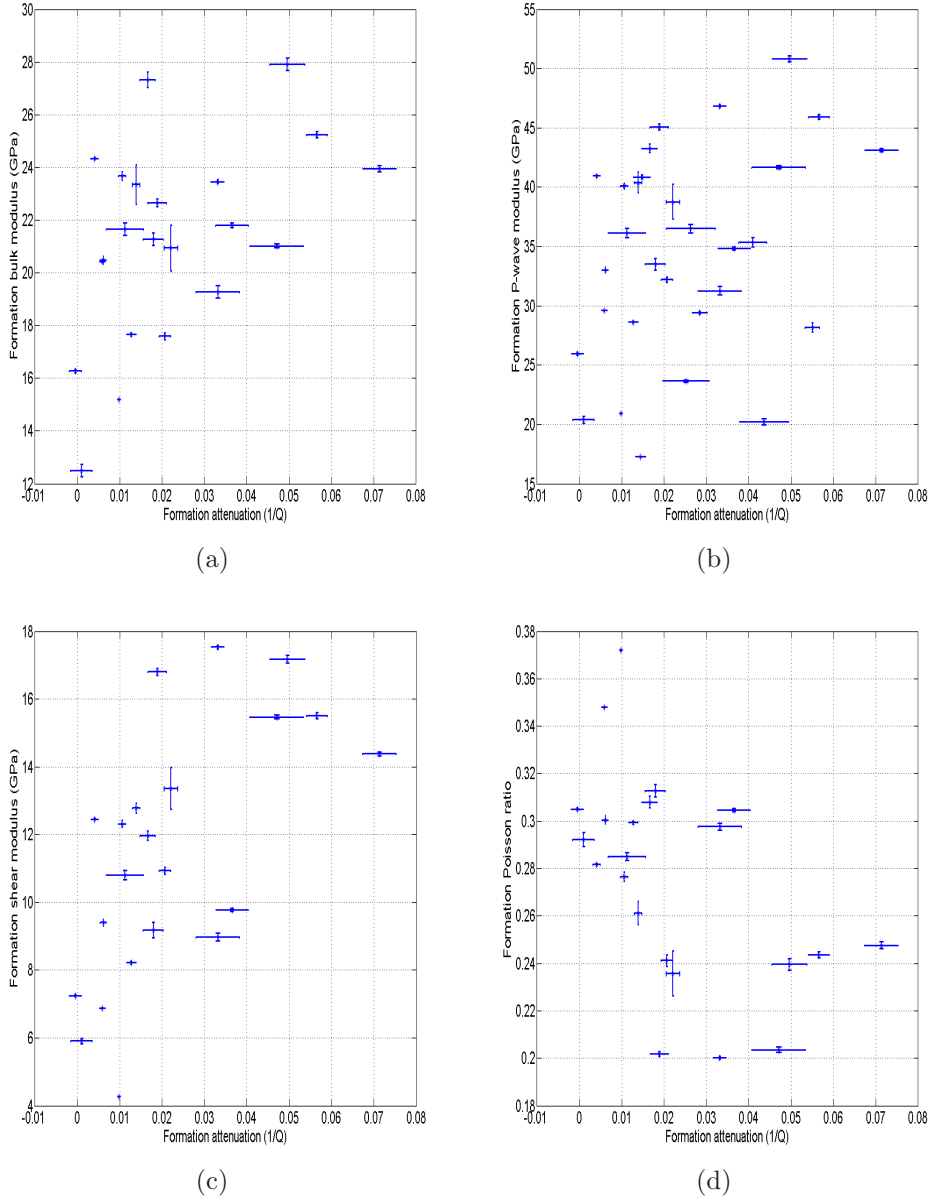 30
28
26
24
22
20
18
16
14
12
Formation bulk modulus (GPa)
-0.01 0 0.01 0.02 0.03 0.04 0.05 0.06 0.07 0.08
Formation attenuation (1/Q)
(a)
55
50
45
40
35
30
25
20
15
Formation P-wave modulus (GPa)
-0.01 0 0.01 0.02 0.03 0.04 0.05 0.06 0.07 0.08
Formation attenuation (1/Q)
(b)
18
16
14
12
10
8
6
4
Formation shear modulus (GPa)
-0.01 0 0.01 0.02 0.03 0.04 0.05 0.06 0.07 0.08
Formation attenuation (1/Q)
(c)
0.38
0.36
0.34
0.32
0.3
0.28
0.26
0.24
0.22
0.2
0.18
Formation Poisson ratio
-0.01 0 0.01 0.02 0.03 0.04 0.05 0.06 0.07 0.08
Formation attenuation (1/Q)
(d)